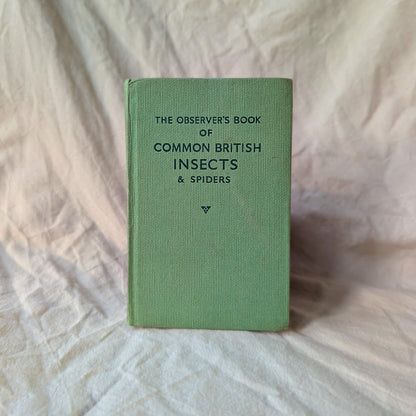 THE OBSERVER'S BOOK
OF
COMMON BRITISH
INSECTS
& SPIDERS